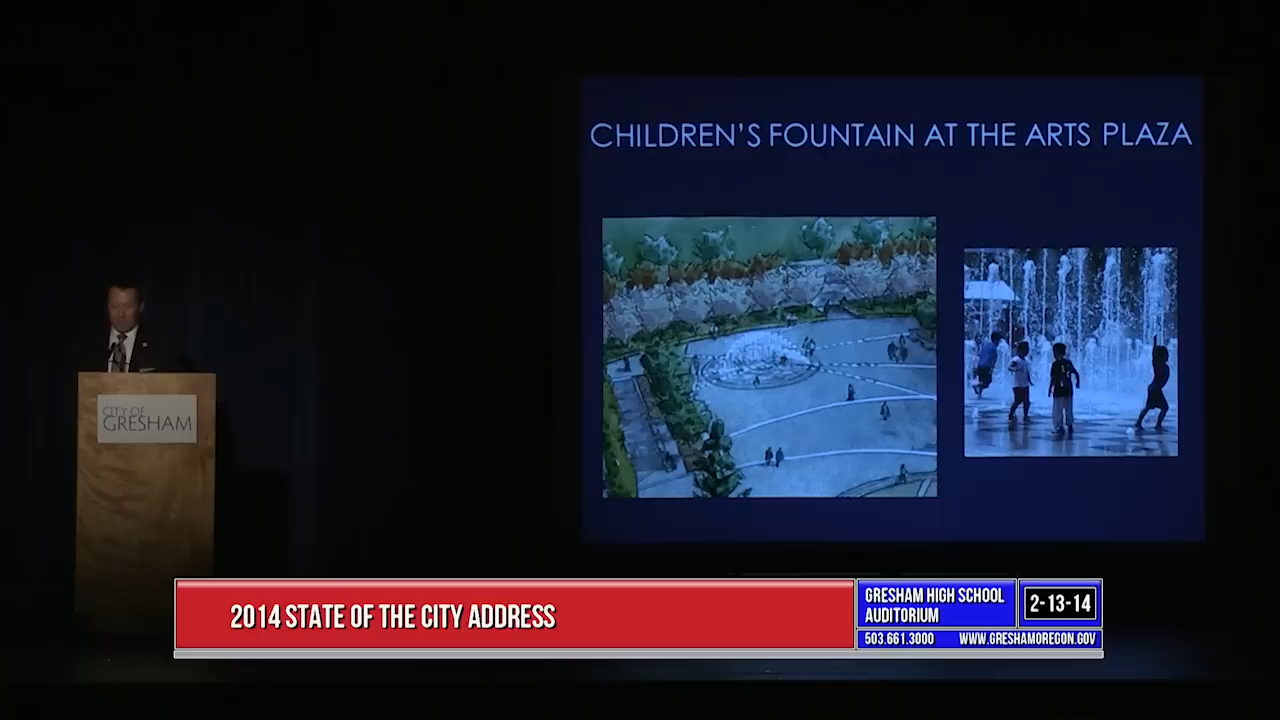 CHILDREN'S FOUNTAIN AT THE ARTS PLAZA
CITY OF
GRESHAM
2014 STATE OF THE CITY ADDRESS
GRESHAM HIGH SCHOOL
AUDITORIUM
2-13-14
503.661.3000
WWW.GRESHAMOREGON.GOV